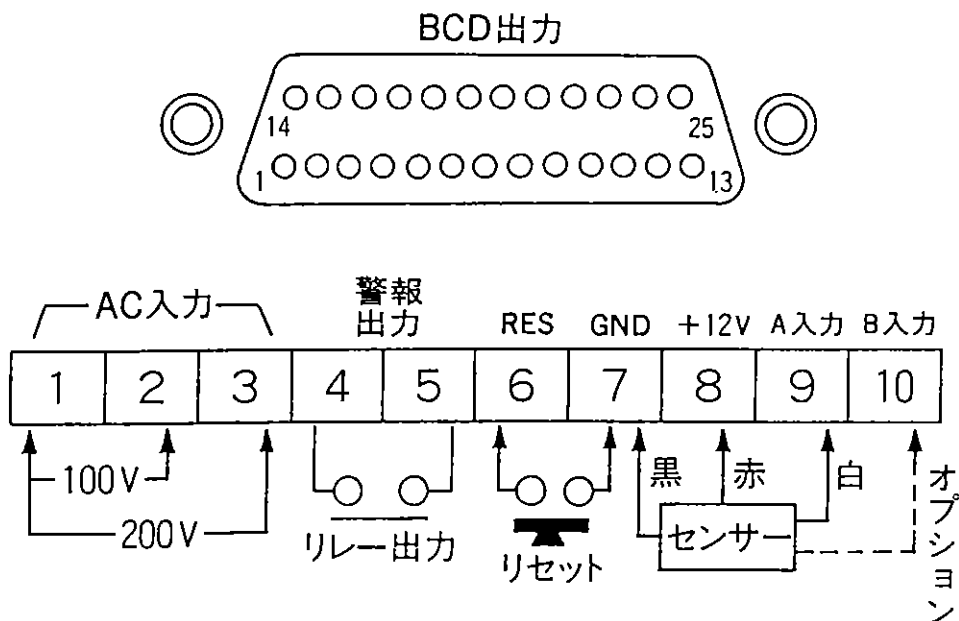 BCD出力
14 25
1 13
AC入力 警報出力 RES GND +12V A入力 B入力
1 2 3 4 5 6 7 8 9 10
100V 黒 赤 白
200V リレー出力 リセット センサー オプション